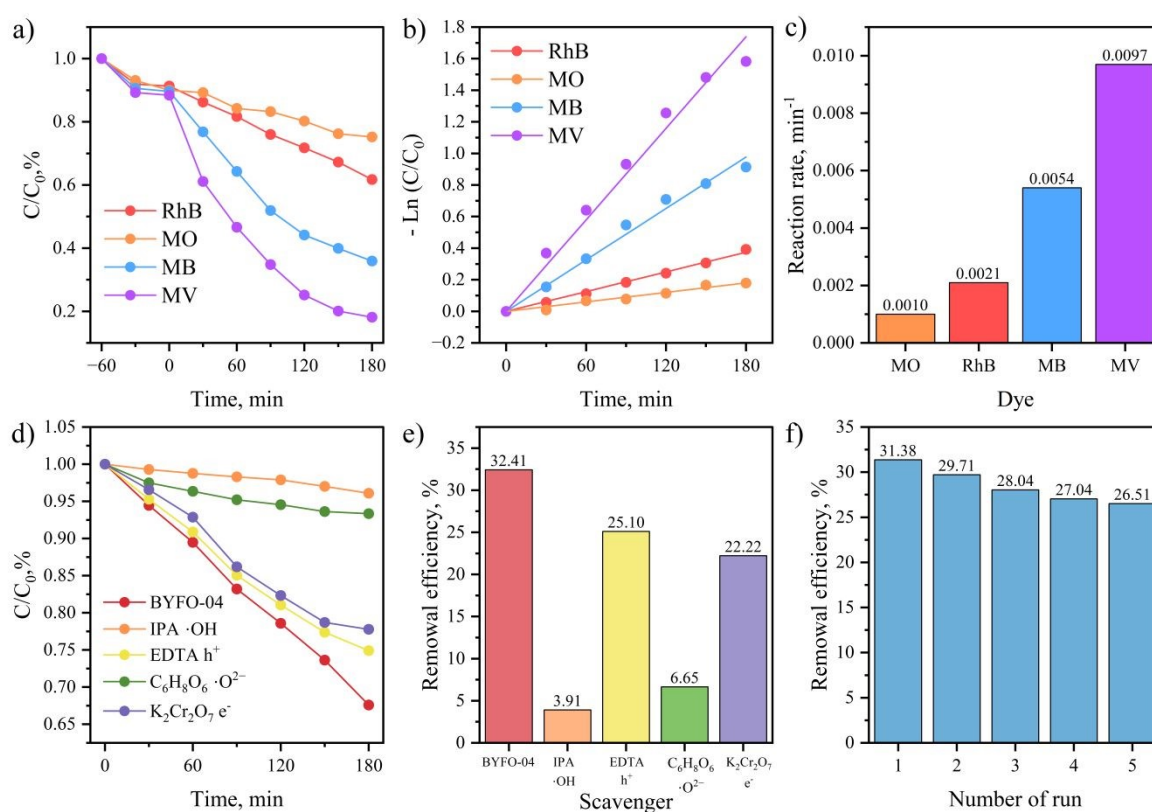 a)
C/C₀,%
1.0
0.8
0.6
0.4
0.2
RhB
MO
MB
MV
−60 0 60 120 180
Time, min
b)
- Ln (C/C₀)
1.8
1.6
1.4
1.2
1.0
0.8
0.6
0.4
0.2
0.0
−0.2
RhB
MO
MB
MV
0 60 120 180
Time, min
c)
Reaction rate, min⁻¹
0.010
0.008
0.006
0.004
0.002
0.000
0.0010
0.0021
0.0054
0.0097
MO RhB MB MV
Dye
d)
C/C₀,%
1.05
1.00
0.95
0.90
0.85
0.80
0.75
0.70
0.65
BYFO-04
IPA ·OH
EDTA h⁺
C₆H₈O₆ ·O²⁻
K₂Cr₂O₇ e⁻
0 60 120 180
Time, min
e)
Remowal efficiency, %
35
30
25
20
15
10
5
0
32.41
3.91
25.10
6.65
22.22
BYFO-04 IPA EDTA C₆H₈O₆ K₂Cr₂O₇
·OH h⁺ ·O²⁻ e⁻
Scavenger
f)
Remowal efficiency, %
35
30
25
20
15
10
5
0
31.38
29.71
28.04
27.04
26.51
1 2 3 4 5
Number of run